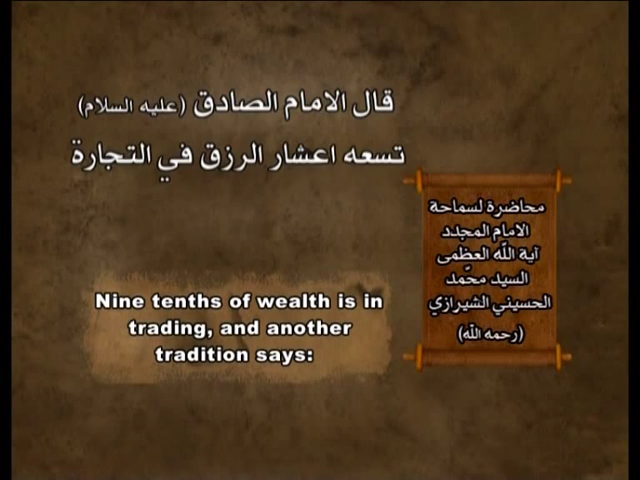 قال الامام الصادق (عليه السلام)
تسعه اعشار الرزق في التجارة
محاضرة لسماحة
الامام المجدد
آية الله العظمى
السيد محمّد
الحسيني الشيرازي
(رحمه الله)
Nine tenths of wealth is in
trading, and another
tradition says: